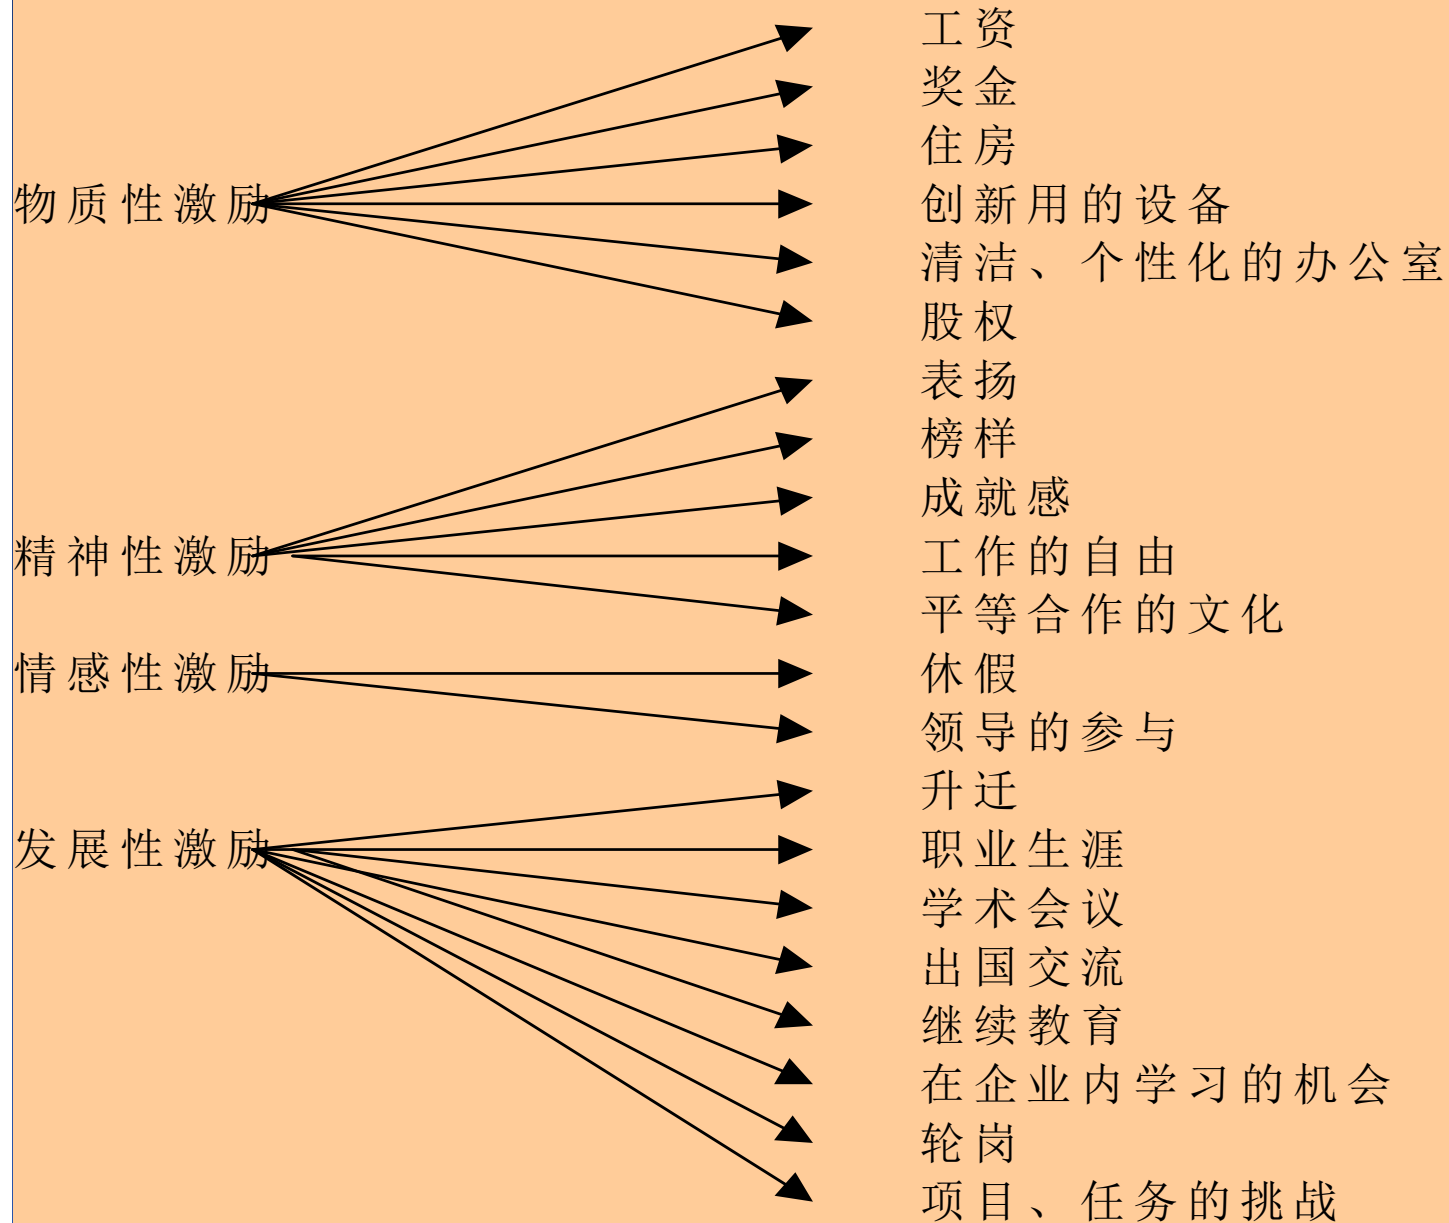 工资
奖金
住房
物质性激励 创新用的设备
清洁、个性化的办公室
股权
表扬
榜样
成就感
精神性激励 工作的自由
平等合作的文化
情感性激励 休假
领导的参与
升迁
发展性激励 职业生涯
学术会议
出国交流
继续教育
在企业内学习的机会
轮岗
项目、任务的挑战